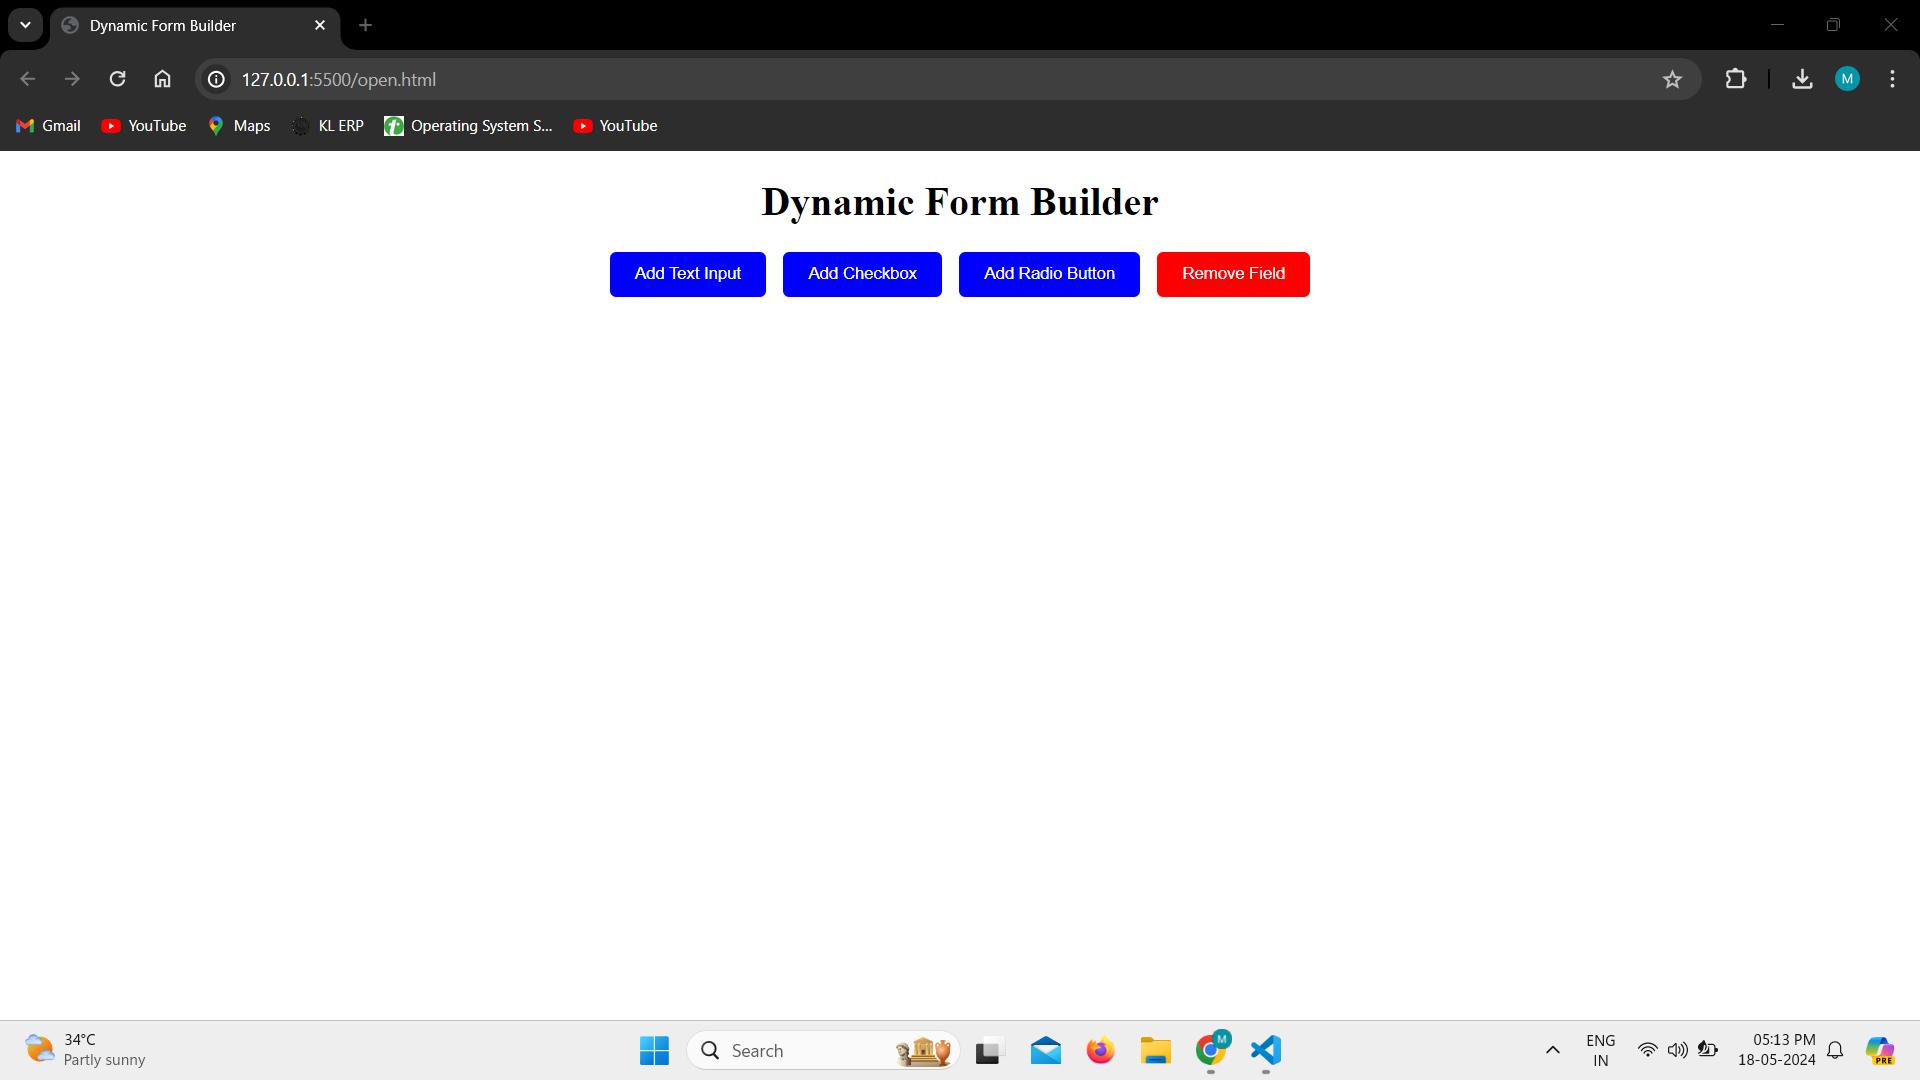 Dynamic Form Builder
127.0.0.1:5500/open.html
M
Gmail
YouTube
Maps
KL ERP
Operating System S...
YouTube
Dynamic Form Builder
Add Text Input
Add Checkbox
Add Radio Button
Remove Field
34°C
Partly sunny
Search
M
ENG
IN
05:13 PM
18-05-2024
PRE